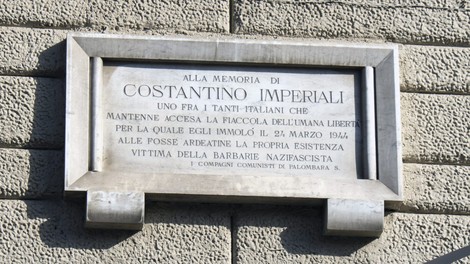 ALLA MEMORIA DI
COSTANTINO IMPERIALI
UNO FRA I TANTI ITALIANI CHE
MANTENNE ACCESA LA FIACCOLA DELL'UMANA LIBERTÀ
PER LA QUALE EGLI IMMOLÒ IL 24 MARZO 1944
ALLE FOSSE ARDEATINE LA PROPRIA ESISTENZA
VITTIMA DELLA BARBARIE NAZIFASCISTA
I COMPAGNI COMUNISTI DI PALOMBARA S.